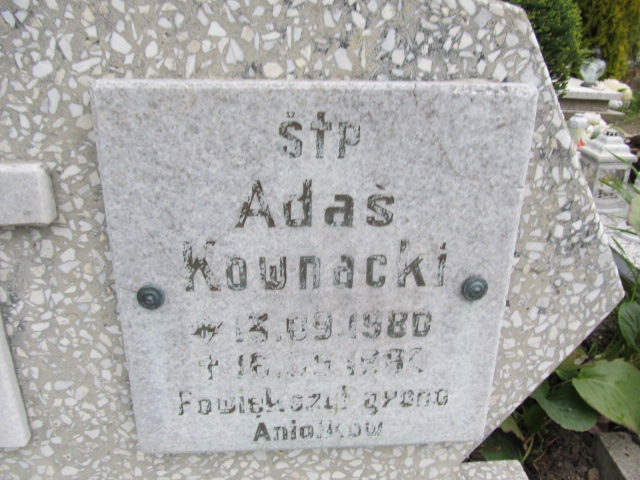 ŚtP
Adaś
Kownacki
* 13.09.1980
Powiększył grono
Aniołków